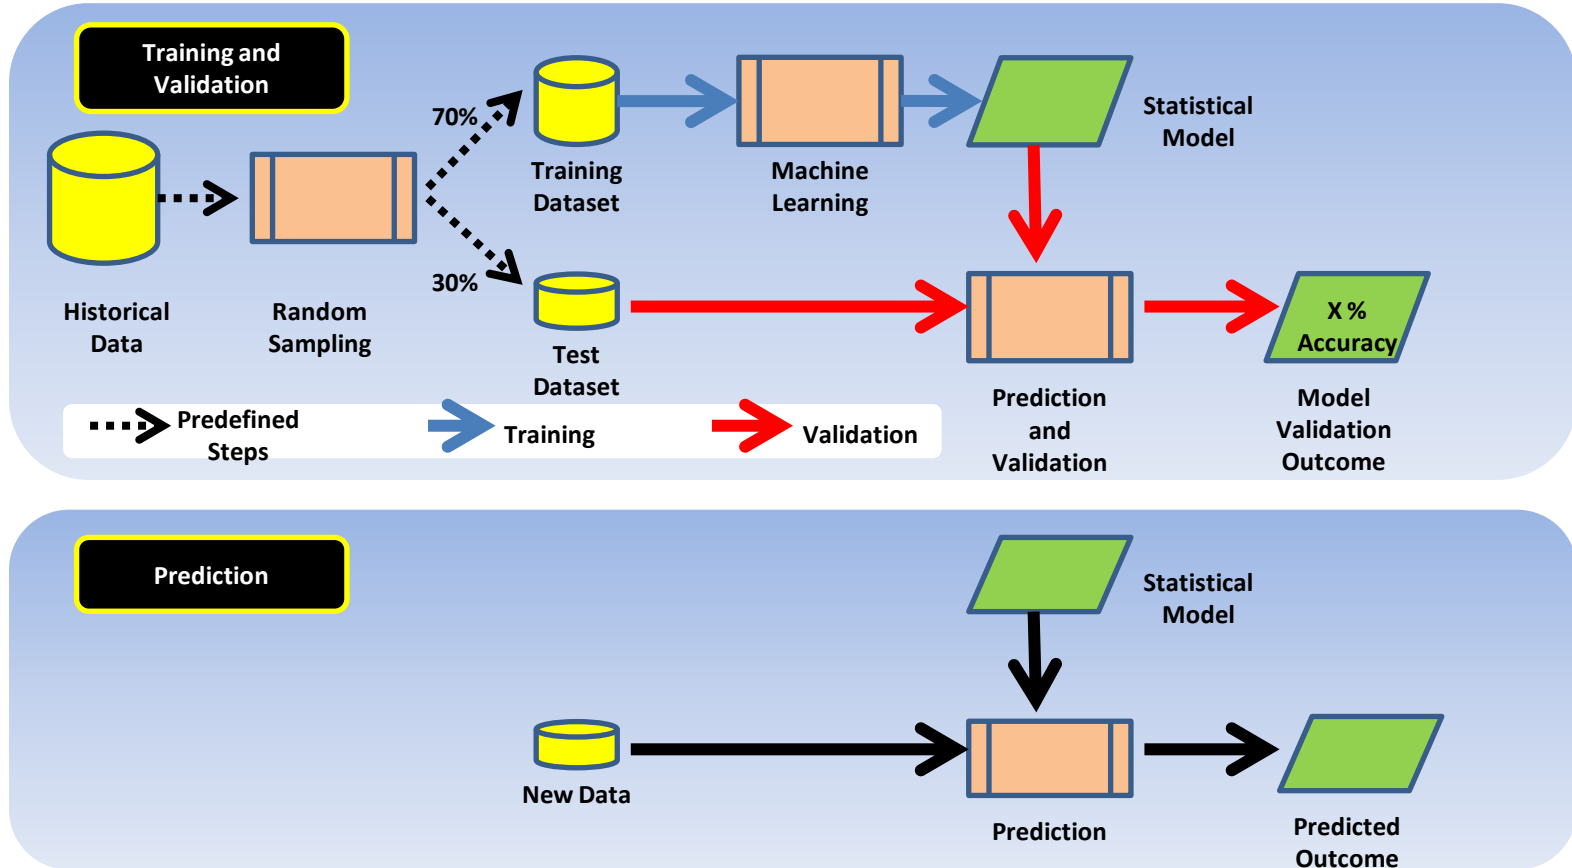 Training and
Validation
70%
Training
Dataset
Machine
Learning
Statistical
Model
30%
Historical
Data
Random
Sampling
Test
Dataset
X %
Accuracy
Prediction
and
Validation
Model
Validation
Outcome
Predefined
Steps
Training
Validation
Prediction
Statistical
Model
New Data
Prediction
Predicted
Outcome